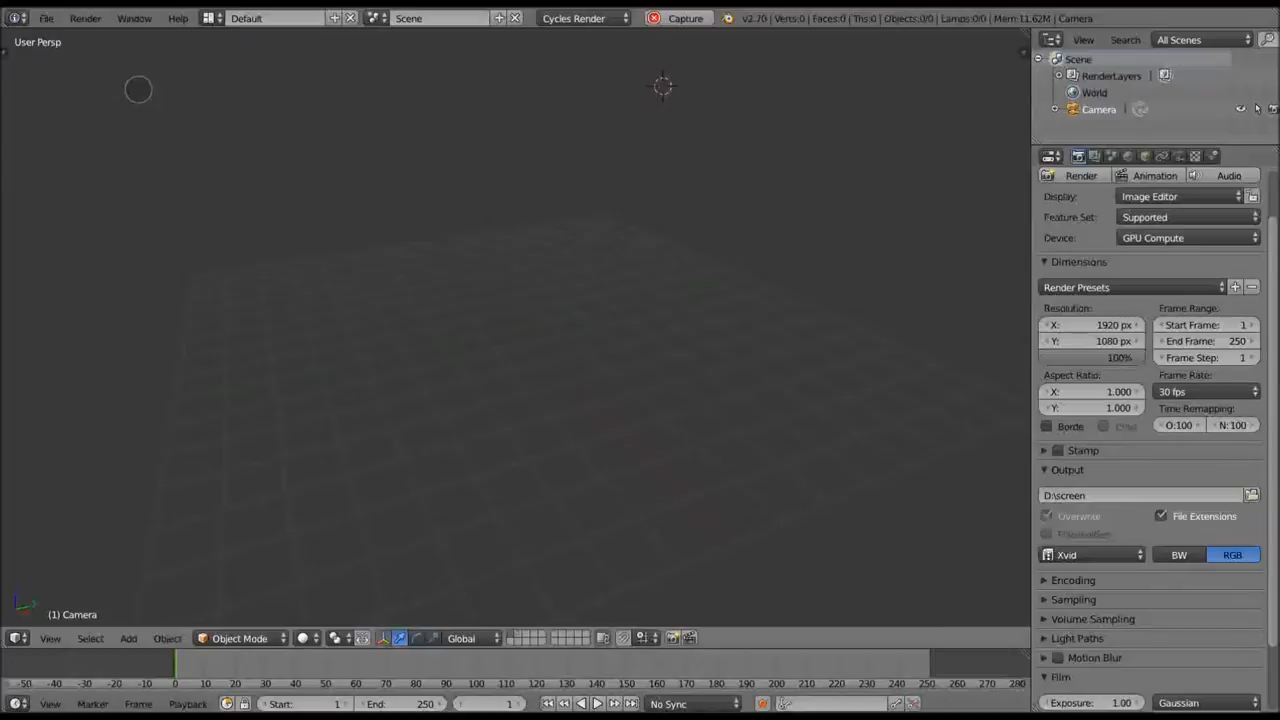 File Render Window Help Default Scene Cycles Render Capture v2.70 | Verts:0 | Faces:0 | Ths:0 | Objects:0/0 | Lamps:0/0 | Mem:11.62M | Camera
User Persp
View Search All Scenes
Scene
RenderLayers
World
Camera
Render Animation Audio
Display: Image Editor
Feature Set: Supported
Device: GPU Compute
Dimensions
Render Presets
Resolution: Frame Range:
X: 1920 px Start Frame: 1
Y: 1080 px End Frame: 250
100% Frame Step: 1
Aspect Ratio: Frame Rate:
X: 1.000 30 fps
Y: 1.000 Time Remapping:
Borde O:100 N:100
Stamp
Output
D:\screen
Overwrite File Extensions
Xvid BW RGB
Encoding
Sampling
Volume Sampling
Light Paths
Motion Blur
Film
Exposure: 1.00 Gaussian
(1) Camera
View Select Add Object Object Mode Global
-50 -40 -30 -20 -10 0 10 20 30 40 50 60 70 80 90 100 110 120 130 140 150 160 170 180 190 200 210 220 230 240 250 260 270 280
View Marker Frame Playback Start: 1 End: 250 1 No Sync